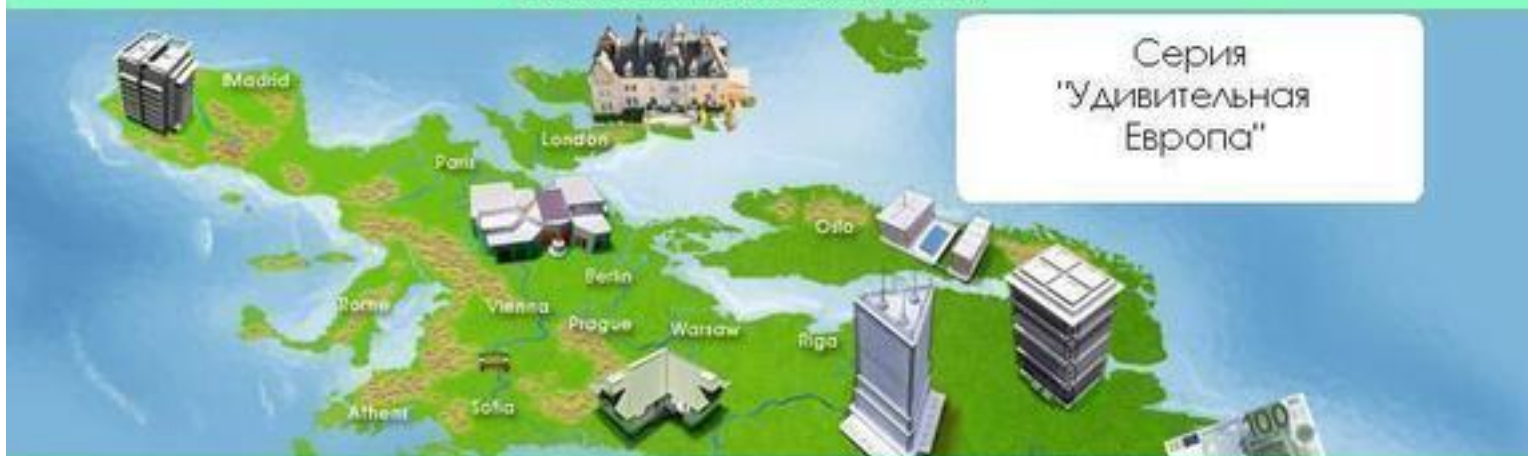 Серия
"Удивительная
Европа"
Madrid
London
Paris
Oslo
Berlin
Rome
Vienna
Prague
Warsaw
Riga
Athens
Sofia
100